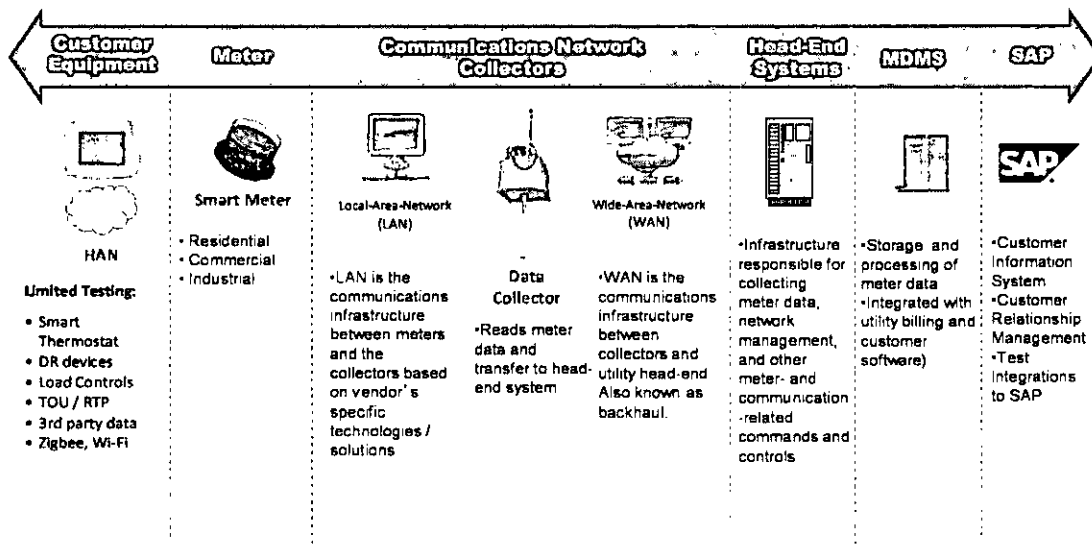 Customer
Equipment
Meter
Communications Network
Collectors
Head-End
Systems
MDMS
SAP
HAN
Limited Testing:
• Smart
Thermostat
• DR devices
• Load Controls
• TOU / RTP
• 3rd party data
• Zigbee, Wi-Fi
Smart Meter
• Residential
• Commercial
• Industrial
Local-Area-Network
(LAN)
•LAN is the
communications
infrastructure
between meters
and the
collectors based
on vendor's
specific
technologies /
solutions
Data
Collector
•Reads meter
data and
transfer to head-
end system
Wide-Area-Network
(WAN)
•WAN is the
communications
infrastructure
between
collectors and
utility head-end
Also known as
backhaul.
•Infrastructure
responsible for
collecting
meter data,
network
management,
and other
meter- and
communication
-related
commands and
controls
•Storage and
processing of
meter data
•Integrated with
utility billing and
customer
software)
SAP
•Customer
Information
System
•Customer
Relationship
Management
•Test
Integrations
to SAP